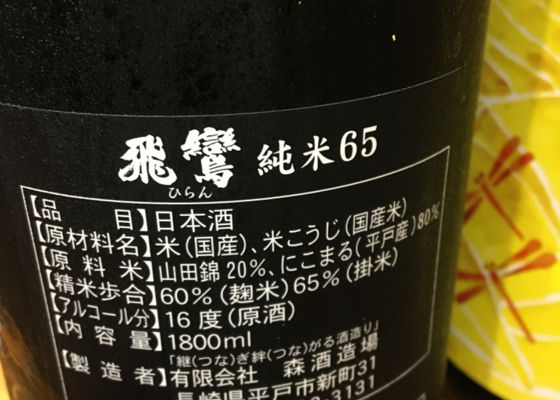 飛鸞 純米65
ひらん
【品目】日本酒
【原材料名】米(国産)、米こうじ(国産米)
【原料米】山田錦20%、にこまる(平戸産)80%
【精米歩合】60%(麹米)65%(掛米)
【アルコール分】16度(原酒)
【内容量】1800ml
「継(つな)ぎ絆(つな)がる酒造り」
【製造者】有限会社 森酒造場
長崎県平戸市新町31
-3131